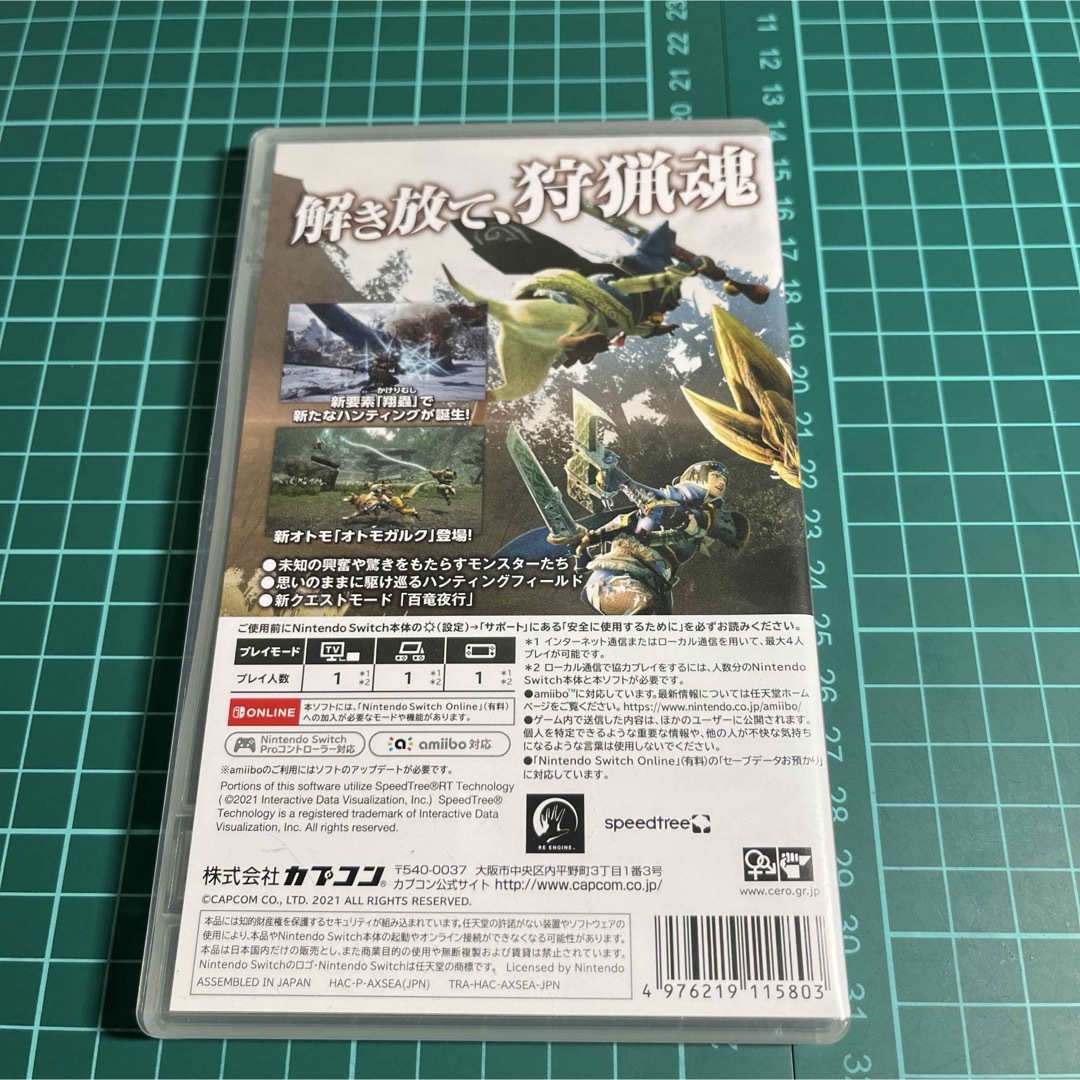 解き放て、狩猟魂
かけりむし
新要素「翔蟲」で
新たなハンティングが誕生!
新オトモ「オトモガルク」登場!
●未知の興奮や驚きをもたらすモンスターたち
●思いのままに駆け巡るハンティングフィールド
●新クエストモード「百竜夜行」
ご使用前にNintendo Switch本体の(設定)→「サポート」にある「安全に使用するために」を必ずお読みください。
プレイモード TV
プレイ人数 1 *1 *2 1 *1 *2 1 *1 *2
ONLINE
本ソフトには、「Nintendo Switch Online」(有料)
への加入が必要なモードや機能があります。
Nintendo Switch
Proコントローラー対応
amiibo 対応
※amiiboのご利用にはソフトのアップデートが必要です。
*1 インターネット通信またはローカル通信を用いて、最大4人
プレイが可能です。
*2 ローカル通信で協力プレイをするには、人数分のNintendo
Switch本体と本ソフトが必要です。
●amiibo™に対応しています。最新情報については任天堂ホーム
ページをご覧ください。https://www.nintendo.co.jp/amiibo/
●ゲーム内で送信した内容は、ほかのユーザーに公開されます。
個人を特定できるような重要な情報や、他の人が不快な気持ち
になるような言葉は使用しないでください。
●「Nintendo Switch Online」(有料)の「セーブデータお預かり」
に対応しています。
Portions of this software utilize SpeedTree®RT Technology
(©2021 Interactive Data Visualization, Inc.) SpeedTree®
Technology is a registered trademark of Interactive Data
Visualization, Inc. All rights reserved.
RE ENGINE™
speedtree
株式会社 カプコン®
〒540-0037 大阪市中央区内平野町3丁目1番3号
カプコン公式サイト http://www.capcom.co.jp/
©CAPCOM CO., LTD. 2021 ALL RIGHTS RESERVED.
www.cero.gr.jp
本品には知的財産権を保護するセキュリティが組み込まれています。任天堂の許諾がない装置やソフトウェア
の使用により、本品やNintendo Switch本体の起動やオンライン接続ができなくなる可能性があります。
本品は日本国内だけの販売とし、また商業目的の使用や無断複製および賃貸は禁止されています。
Nintendo Switchのロゴ・Nintendo Switchは任天堂の商標です。 Licensed by Nintendo
ASSEMBLED IN JAPAN HAC-P-AXSEA(JPN) TRA-HAC-AXSEA-JPN
4 976219 115803
23
22
21
20
11
12
13
14
15
16
17
18
19
20
21
22
23
24
25
26
27
28
29
30
31
32